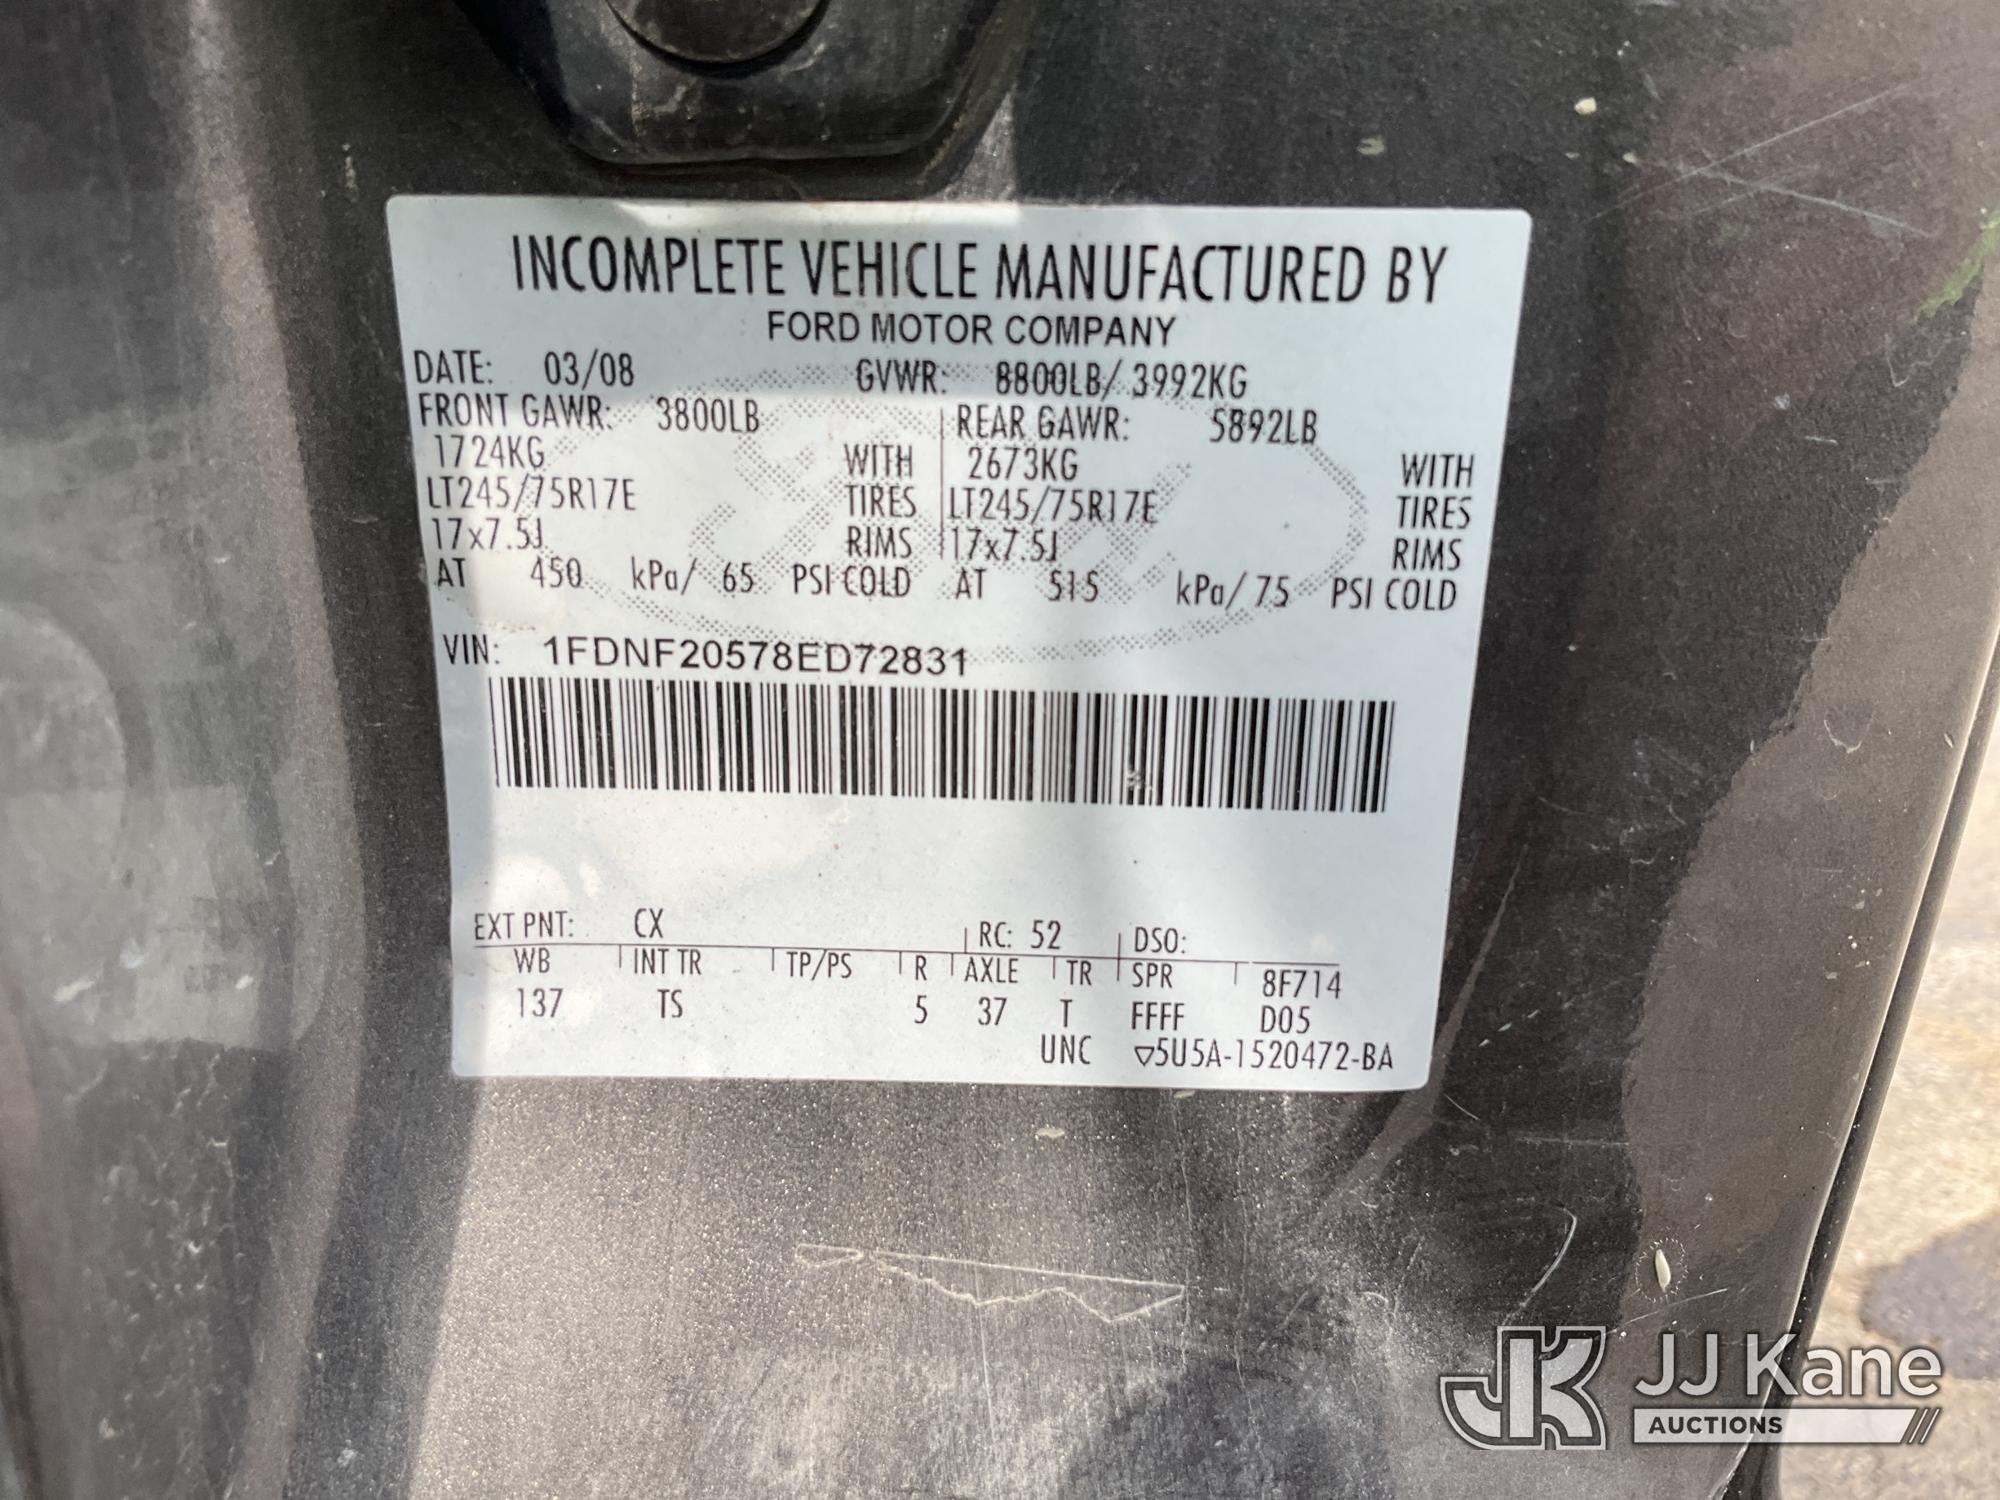 INCOMPLETE VEHICLE MANUFACTURED BY
FORD MOTOR COMPANY
DATE: 03/08 GVWR: 8800LB/ 3992KG
FRONT GAWR: 3800LB REAR GAWR: 5892LB
1724KG WITH 2673KG WITH
LT245/75R17E TIRES LT245/75R17E TIRES
17x7.5J RIMS 17x7.5J RIMS
AT 450 kPa/ 65 PSI COLD AT 515 kPa/ 75 PSI COLD
VIN: 1FDNF20578ED72831
EXT PNT: CX RC: 52 DSO:
WB INT TR TP/PS R AXLE TR SPR 8F714
137 TS 5 37 T FFFF D05
UNC ▽5U5A-1520472-BA
JK JJ Kane
AUCTIONS